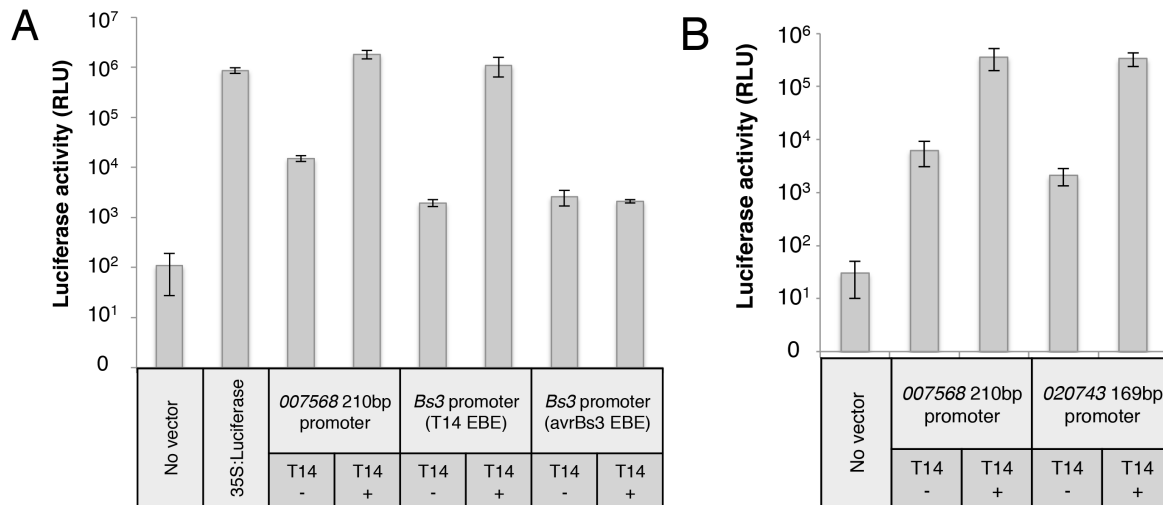 A
Luciferase activity (RLU)
10⁷
10⁶
10⁵
10⁴
10³
10²
10¹
0
No vector
35S:Luciferase
007568 210bp
promoter
Bs3 promoter
(T14 EBE)
Bs3 promoter
(avrBs3 EBE)
T14
-
T14
+
T14
-
T14
+
T14
-
T14
+
B
Luciferase activity (RLU)
10⁶
10⁵
10⁴
10³
10²
10¹
0
No vector
007568 210bp
promoter
020743 169bp
promoter
T14
-
T14
+
T14
-
T14
+